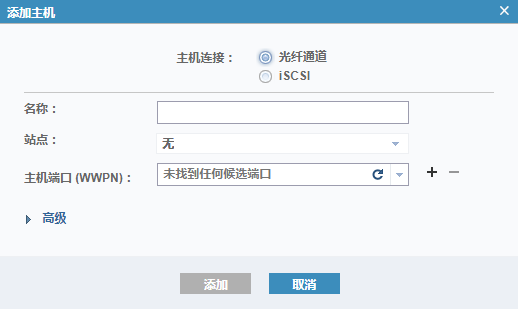 添加主机
主机连接： 光纤通道
iSCSI
名称：
站点： 无
主机端口 (WWPN)： 未找到任何候选端口
高级
添加 取消